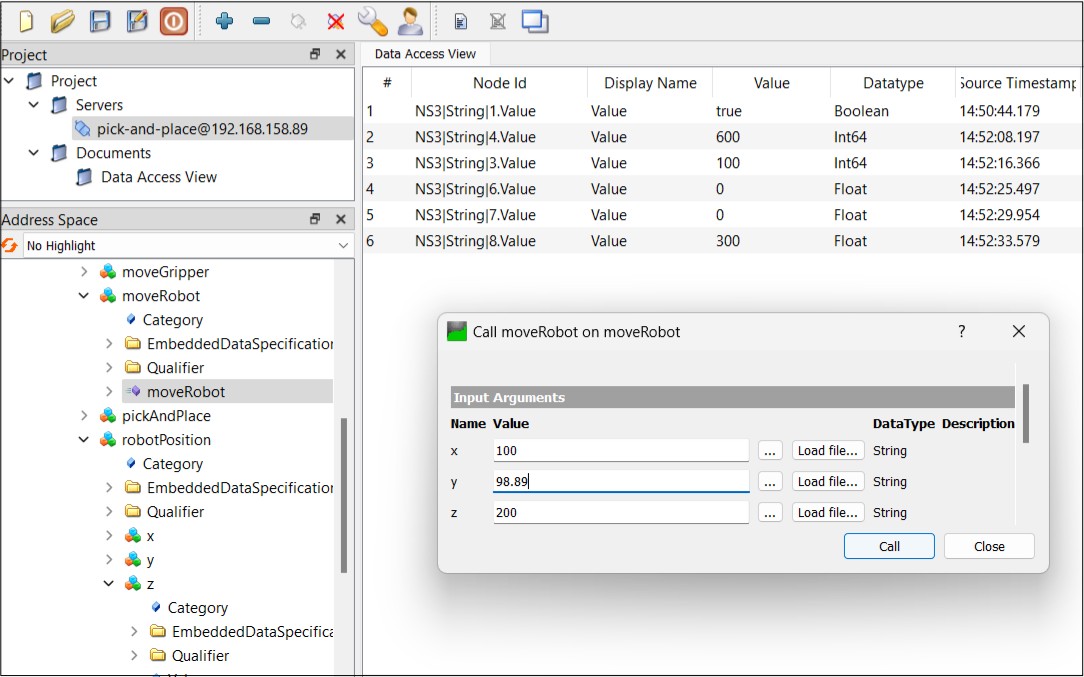 Project
Project
Servers
pick-and-place@192.168.158.89
Documents
Data Access View
Address Space
No Highlight
moveGripper
moveRobot
Category
EmbeddedDataSpecification
Qualifier
moveRobot
pickAndPlace
robotPosition
Category
EmbeddedDataSpecification
Qualifier
x
y
z
Category
EmbeddedDataSpecifica
Qualifier
Data Access View
# Node Id Display Name Value Datatype Source Timestamp
1 NS3|String|1.Value Value true Boolean 14:50:44.179
2 NS3|String|4.Value Value 600 Int64 14:52:08.197
3 NS3|String|3.Value Value 100 Int64 14:52:16.366
4 NS3|String|6.Value Value 0 Float 14:52:25.497
5 NS3|String|7.Value Value 0 Float 14:52:29.954
6 NS3|String|8.Value Value 300 Float 14:52:33.579
Call moveRobot on moveRobot ?
Input Arguments
Name Value DataType Description
x 100 ... Load file... String
y 98.89 ... Load file... String
z 200 ... Load file... String
Call Close